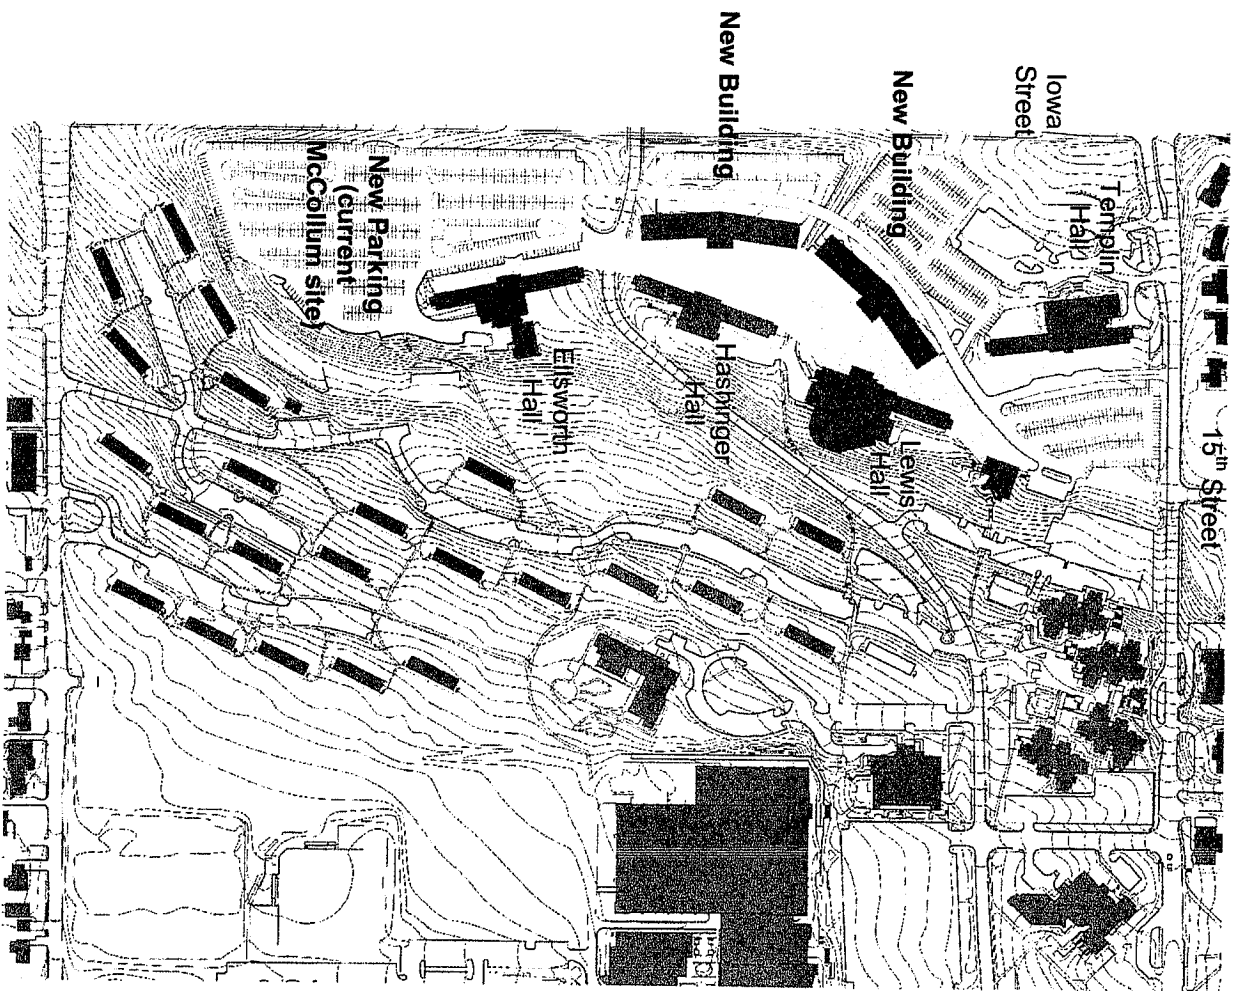 Iowa
Street
15th Street
Templin
Hall
New Building
New Building
Lewis
Hall
Hashinger
Hall
Ellsworth
Hall
New Parking
(current
McCollum site)